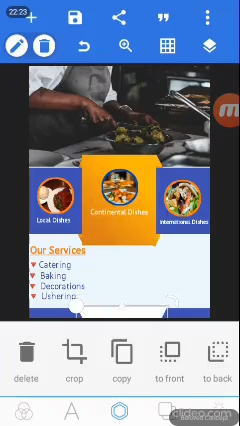 22:23
Local Dishes
Continental Dishes
International Dishes
Our Services
Catering
Baking
Decorations
Ushering
delete
crop
copy
to front
to back